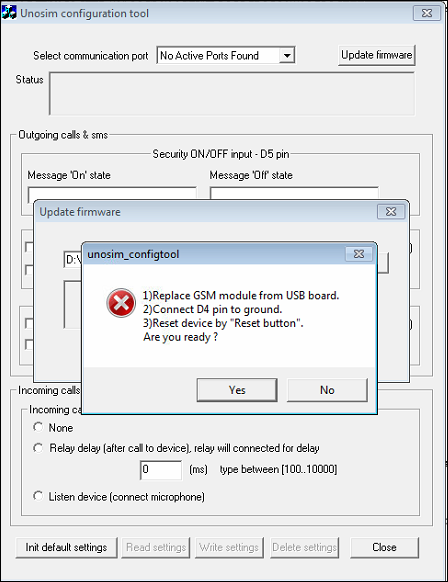 Unosim configuration tool
Select communication port
No Active Ports Found
Update firmware
Status
Outgoing calls & sms
Security ON/OFF input - D5 pin
Message 'On' state
Message 'Off' state
Update firmware
D:\
unosim_configtool
1)Replace GSM module from USB board.
2)Connect D4 pin to ground.
3)Reset device by "Reset button".
Are you ready ?
Yes
No
Incoming calls
Incoming
None
Relay delay (after call to device), relay will connected for delay
0 (ms) type between [100..10000]
Listen device (connect microphone)
Init default settings
Read settings
Write settings
Delete settings
Close